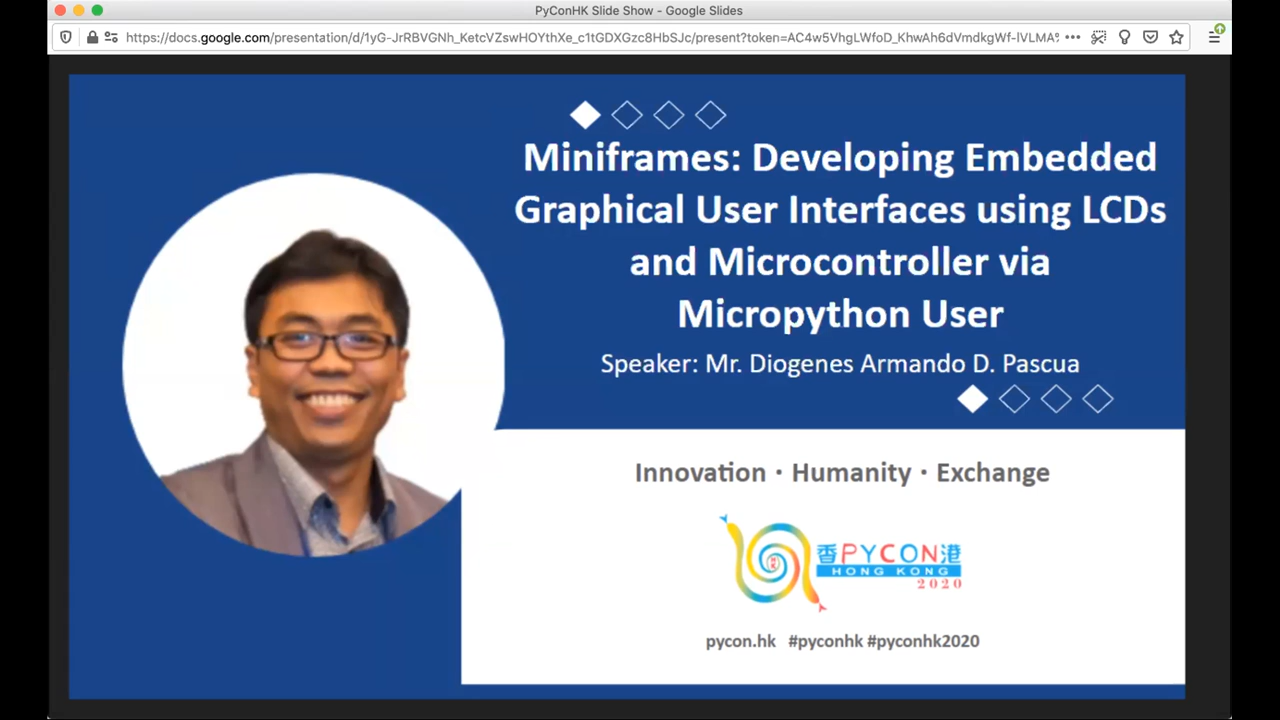 PyConHK Slide Show - Google Slides
https://docs.google.com/presentation/d/1yG-JrRBVGNh_KetcVZswHOYthXe_c1tGDXGzc8HbSJc/present?token=AC4w5VhgLWfoD_KhwAh6dVmdkgWf-lVLMA%
Miniframes: Developing Embedded
Graphical User Interfaces using LCDs
and Microcontroller via
Micropython User
Speaker: Mr. Diogenes Armando D. Pascua
Innovation · Humanity · Exchange
香PYCON港
HONG KONG
2020
pycon.hk #pyconhk #pyconhk2020